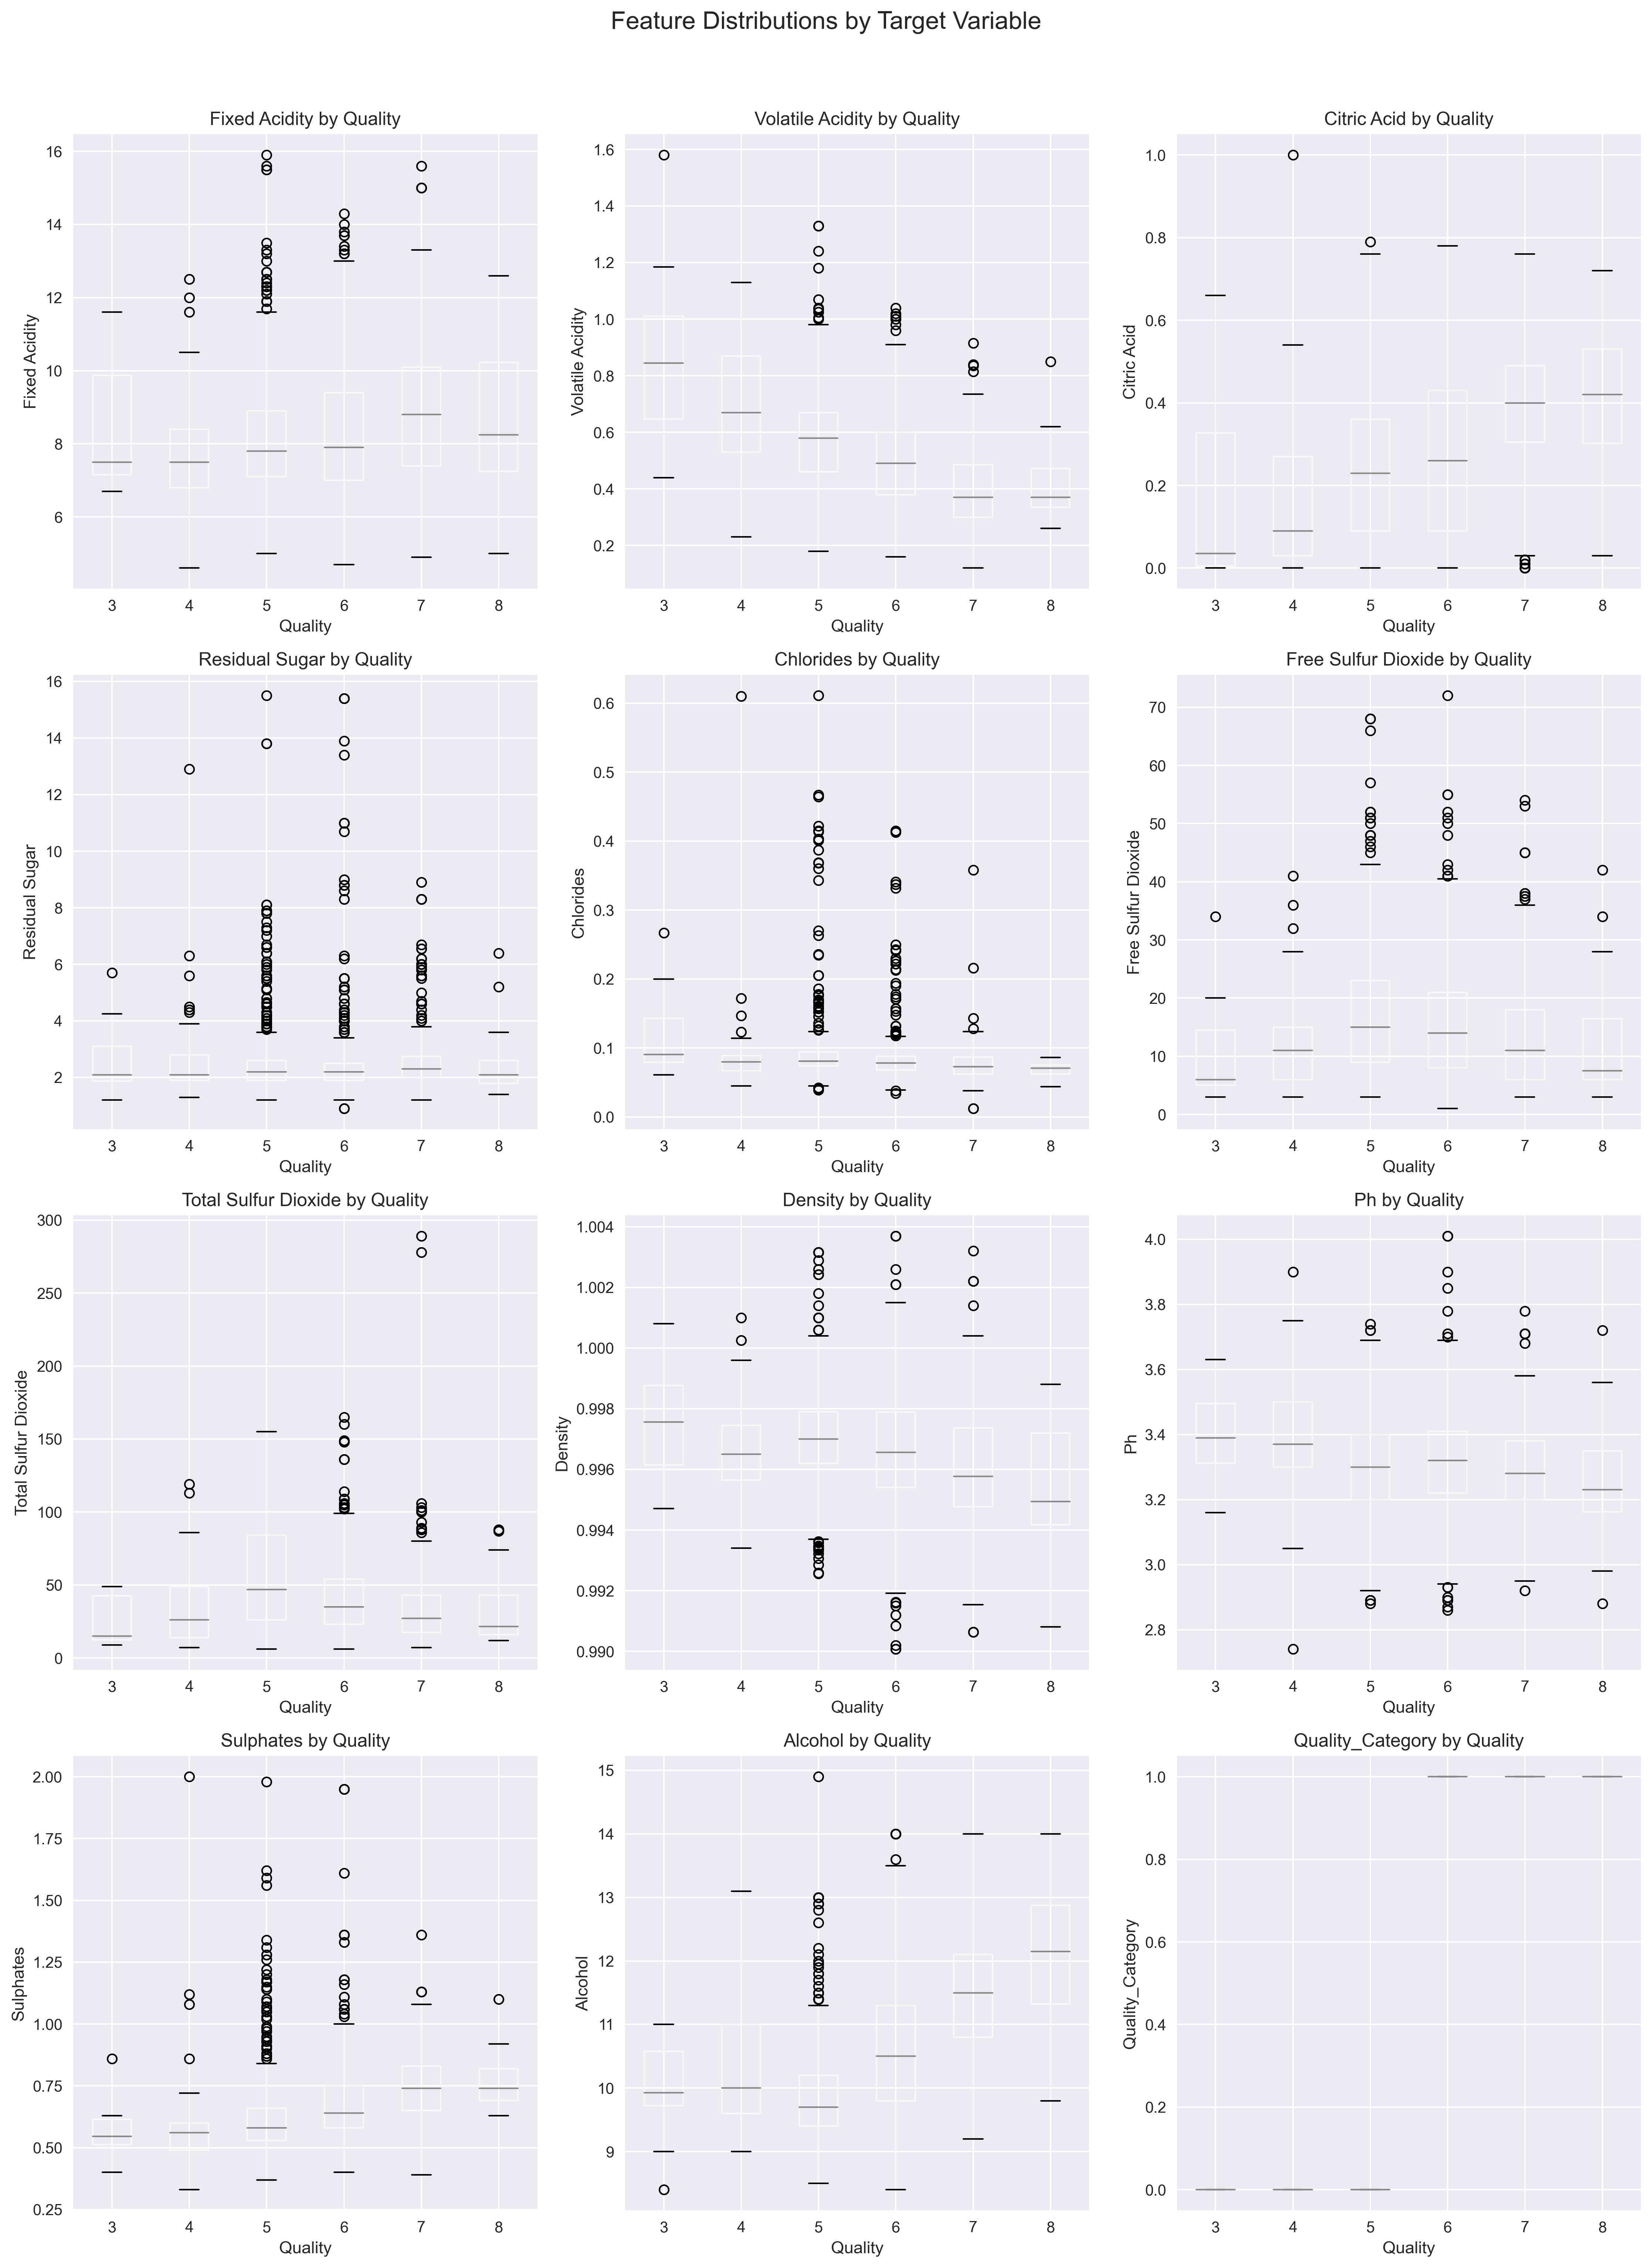 Feature Distributions by Target Variable
Fixed Acidity by Quality
Fixed Acidity
16
14
12
10
8
6
3 4 5 6 7 8
Quality
Volatile Acidity by Quality
Volatile Acidity
1.6
1.4
1.2
1.0
0.8
0.6
0.4
0.2
3 4 5 6 7 8
Quality
Citric Acid by Quality
Citric Acid
1.0
0.8
0.6
0.4
0.2
0.0
3 4 5 6 7 8
Quality
Residual Sugar by Quality
Residual Sugar
16
14
12
10
8
6
4
2
3 4 5 6 7 8
Quality
Chlorides by Quality
Chlorides
0.6
0.5
0.4
0.3
0.2
0.1
0.0
3 4 5 6 7 8
Quality
Free Sulfur Dioxide by Quality
Free Sulfur Dioxide
70
60
50
40
30
20
10
0
3 4 5 6 7 8
Quality
Total Sulfur Dioxide by Quality
Total Sulfur Dioxide
300
250
200
150
100
50
0
3 4 5 6 7 8
Quality
Density by Quality
Density
1.004
1.002
1.000
0.998
0.996
0.994
0.992
0.990
3 4 5 6 7 8
Quality
Ph by Quality
Ph
4.0
3.8
3.6
3.4
3.2
3.0
2.8
3 4 5 6 7 8
Quality
Sulphates by Quality
Sulphates
2.00
1.75
1.50
1.25
1.00
0.75
0.50
0.25
3 4 5 6 7 8
Quality
Alcohol by Quality
Alcohol
15
14
13
12
11
10
9
3 4 5 6 7 8
Quality
Quality_Category by Quality
Quality_Category
1.0
0.8
0.6
0.4
0.2
0.0
3 4 5 6 7 8
Quality